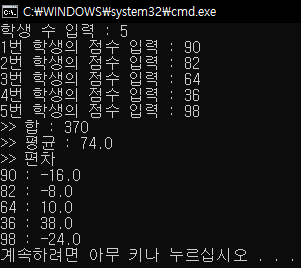 C:\WINDOWS\system32\cmd.exe
학생 수 입력 : 5
1번 학생의 점수 입력 : 90
2번 학생의 점수 입력 : 82
3번 학생의 점수 입력 : 64
4번 학생의 점수 입력 : 36
5번 학생의 점수 입력 : 98
>> 합 : 370
>> 평균 : 74.0
>> 편차
90 : -16.0
82 : -8.0
64 : 10.0
36 : 38.0
98 : -24.0
계속하려면 아무 키나 누르십시오 . . .